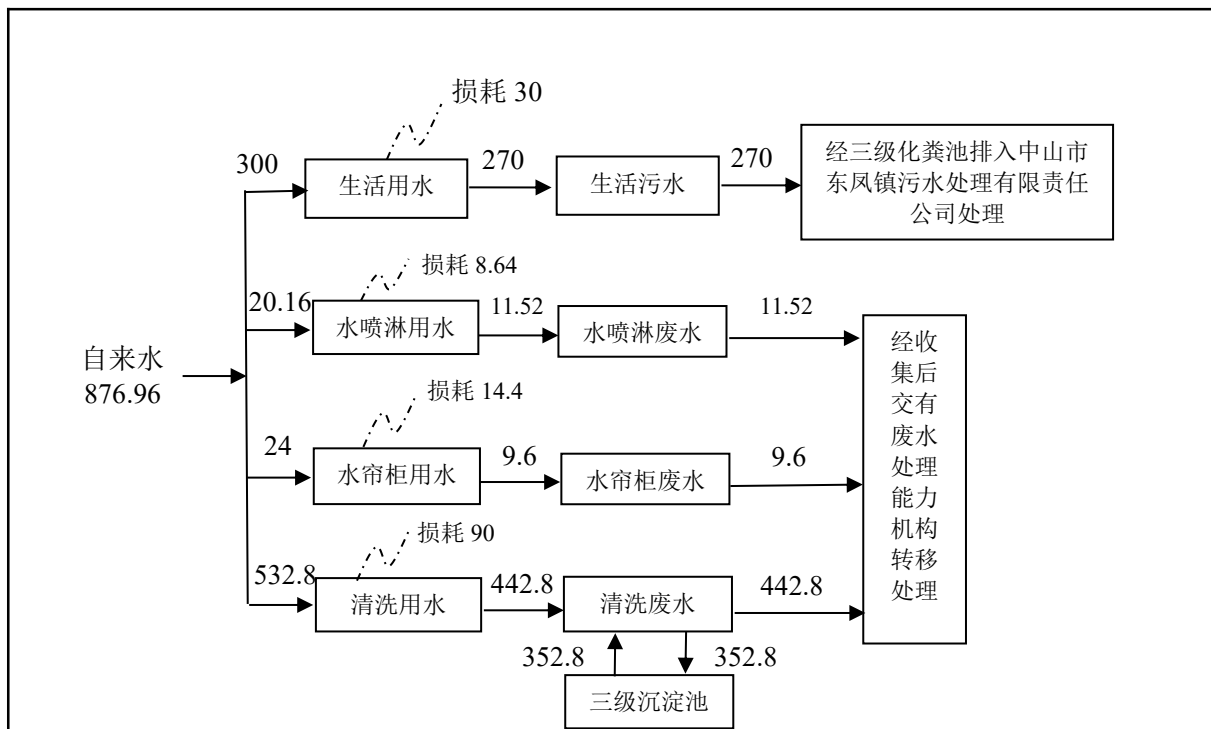 损耗 30
300
生活用水
270
生活污水
270
经三级化粪池排入中山市
东凤镇污水处理有限责任
公司处理
损耗 8.64
20.16
水喷淋用水
11.52
水喷淋废水
11.52
自来水
876.96
损耗 14.4
24
水帘柜用水
9.6
水帘柜废水
9.6
经收
集后
交有
废水
处理
能力
机构
转移
处理
损耗 90
532.8
清洗用水
442.8
清洗废水
442.8
352.8
352.8
三级沉淀池